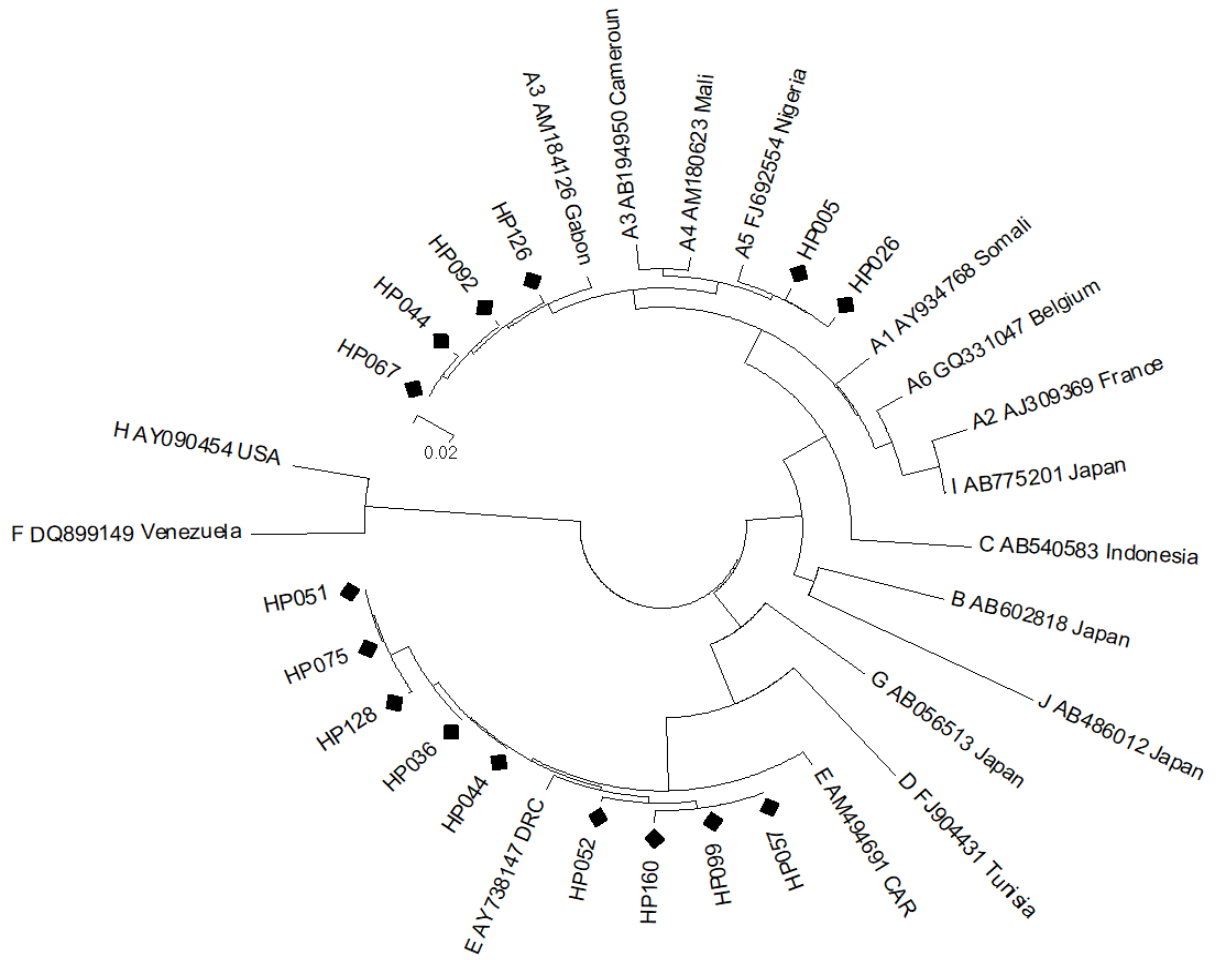 A3 AB194950 Cameroun
A4 AM180623 Mali
A5 FJ692554 Nigeria
HP005
HP026
A1 AY934768 Somali
A6 GQ331047 Belgium
A2 AJ309369 France
I AB775201 Japan
C AB540583 Indonesia
B AB602818 Japan
J AB486012 Japan
G AB056513 Japan
D FJ904431 Tunisia
E AM494691 CAR
HP057
HP099
HP160
HP052
E AY738147 DRC
HP044
HP036
HP128
HP075
HP051
F DQ899149 Venezuela
H AY090454 USA
HP067
HP044
HP092
HP126
A3 AM184126 Gabon
0.02